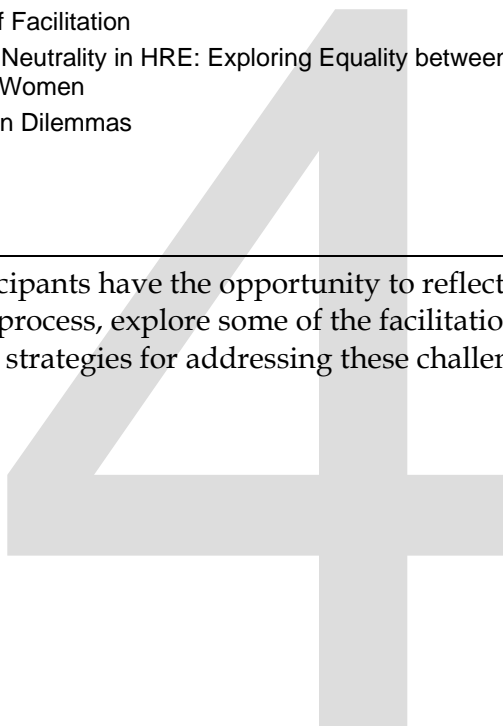 f Facilitation
Neutrality in HRE: Exploring Equality between
Women
n Dilemmas
4
cipants have the opportunity to reflect
process, explore some of the facilitatio
strategies for addressing these challen